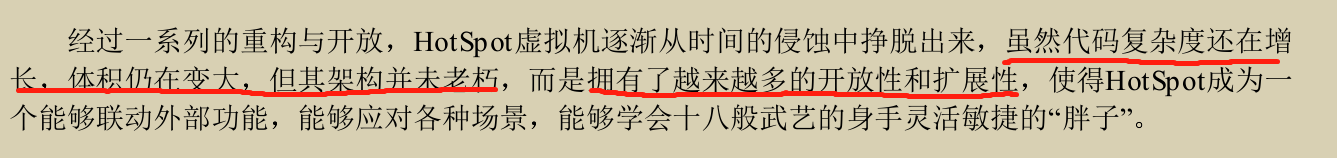 经过一系列的重构与开放，HotSpot虚拟机逐渐从时间的侵蚀中挣脱出来，虽然代码复杂度还在增
长，体积仍在变大，但其架构并未老朽，而是拥有了越来越多的开放性和扩展性，使得HotSpot成为一
个能够联动外部功能，能够应对各种场景，能够学会十八般武艺的身手灵活敏捷的“胖子”。